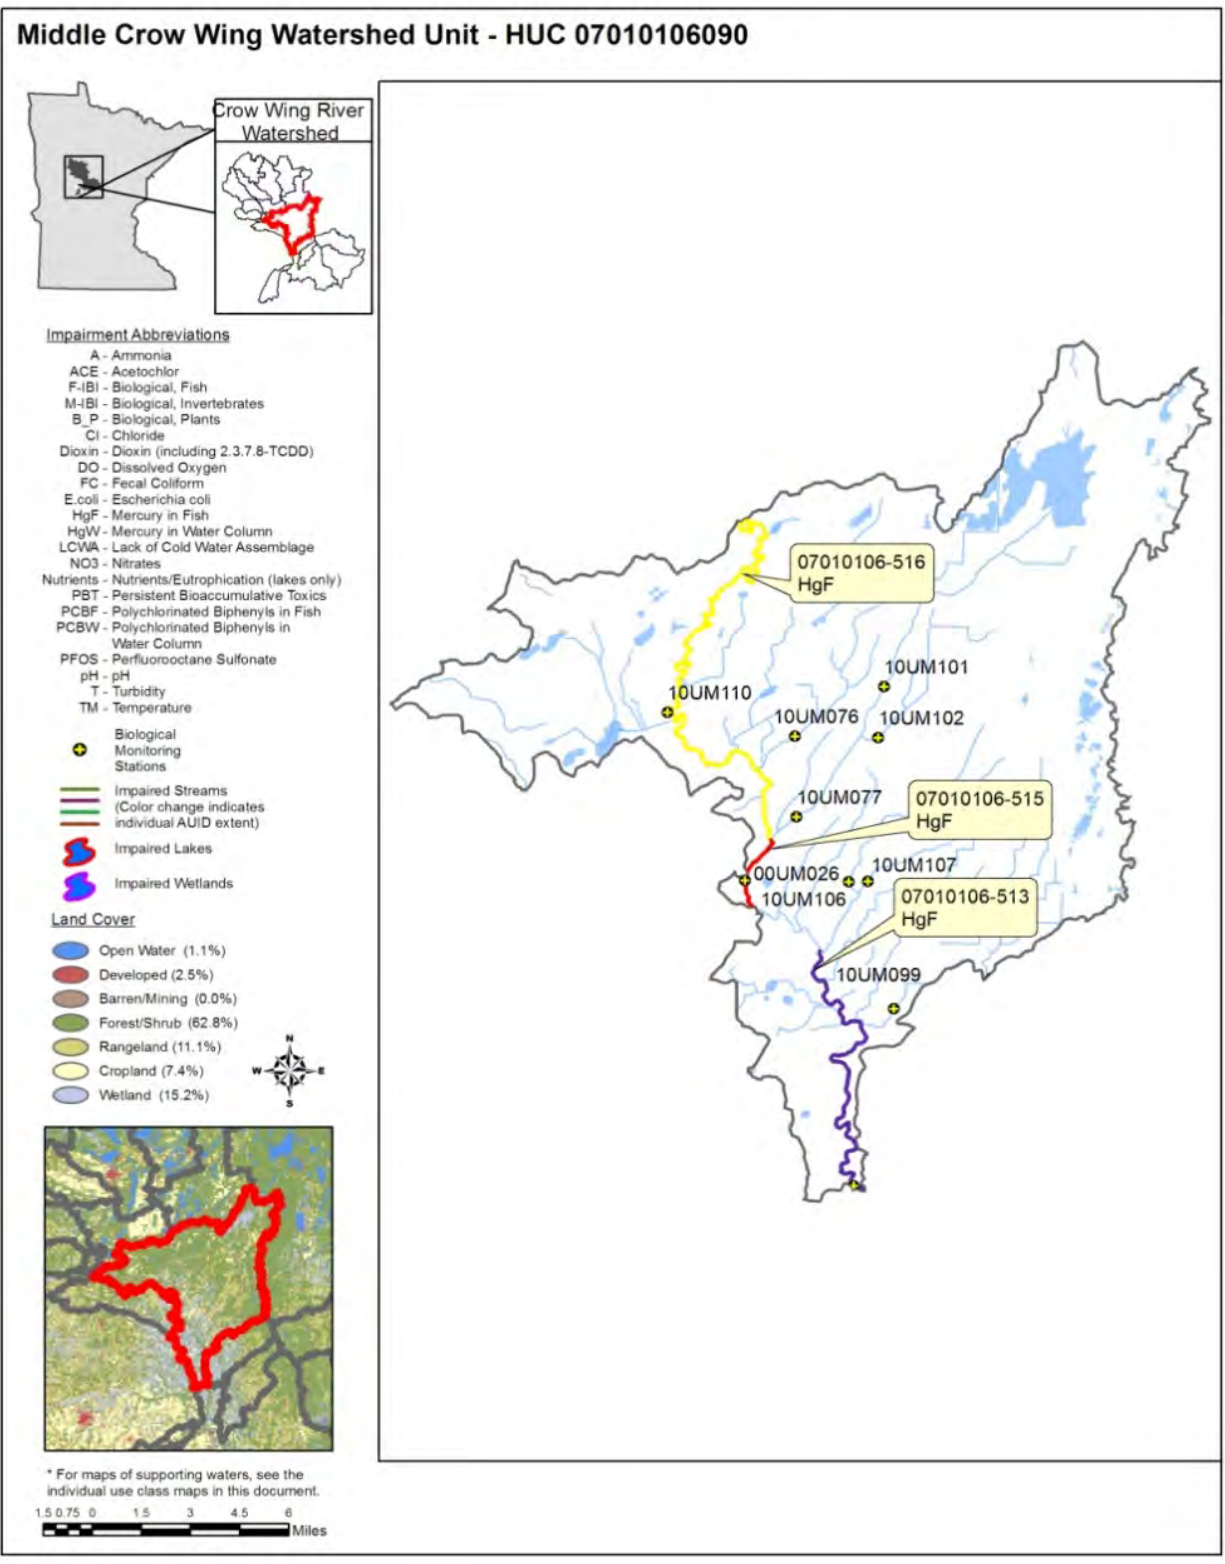 Middle Crow Wing Watershed Unit - HUC 07010106090
Crow Wing River
Watershed
Impairment Abbreviations
A - Ammonia
ACE - Acetochlor
F-IBI - Biological, Fish
M-IBI - Biological, Invertebrates
B_P - Biological, Plants
Cl - Chloride
Dioxin - Dioxin (including 2.3.7.8-TCDD)
DO - Dissolved Oxygen
FC - Fecal Coliform
E.coli - Escherichia coli
HgF - Mercury in Fish
HgW - Mercury in Water Column
LCWA - Lack of Cold Water Assemblage
NO3 - Nitrates
Nutrients - Nutrients/Eutrophication (lakes only)
PBT - Persistent Bioaccumulative Toxics
PCBF - Polychlorinated Biphenyls in Fish
PCBW - Polychlorinated Biphenyls in
Water Column
PFOS - Perfluorooctane Sulfonate
pH - pH
T - Turbidity
TM - Temperature
Biological
Monitoring
Stations
Impaired Streams
(Color change indicates
individual AUID extent)
Impaired Lakes
Impaired Wetlands
Land Cover
Open Water (1.1%)
Developed (2.5%)
Barren/Mining (0.0%)
Forest/Shrub (62.8%)
Rangeland (11.1%)
Cropland (7.4%)
Wetland (15.2%)
N
W E
S
* For maps of supporting waters, see the
individual use class maps in this document.
1.5 0.75 0 1.5 3 4.5 6
Miles
07010106-516
HgF
10UM101
10UM110
10UM076
10UM102
10UM077
07010106-515
HgF
00UM026
10UM107
10UM106
07010106-513
HgF
10UM099